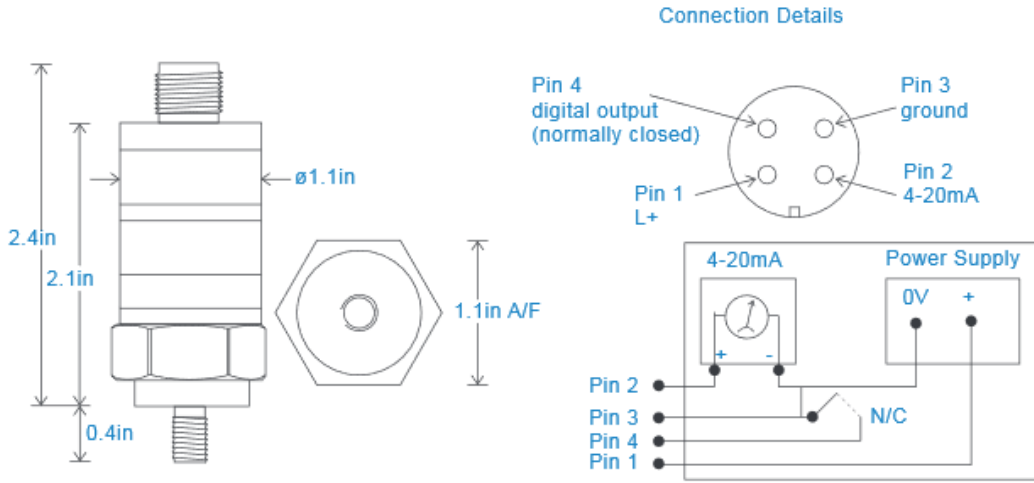 Connection Details
Pin 4
digital output
(normally closed)
Pin 3
ground
Pin 1
L+
Pin 2
4-20mA
ø1.1in
2.4in
2.1in
1.1in A/F
0.4in
4-20mA
Power Supply
0V
+
+
-
Pin 2
Pin 3
N/C
Pin 4
Pin 1